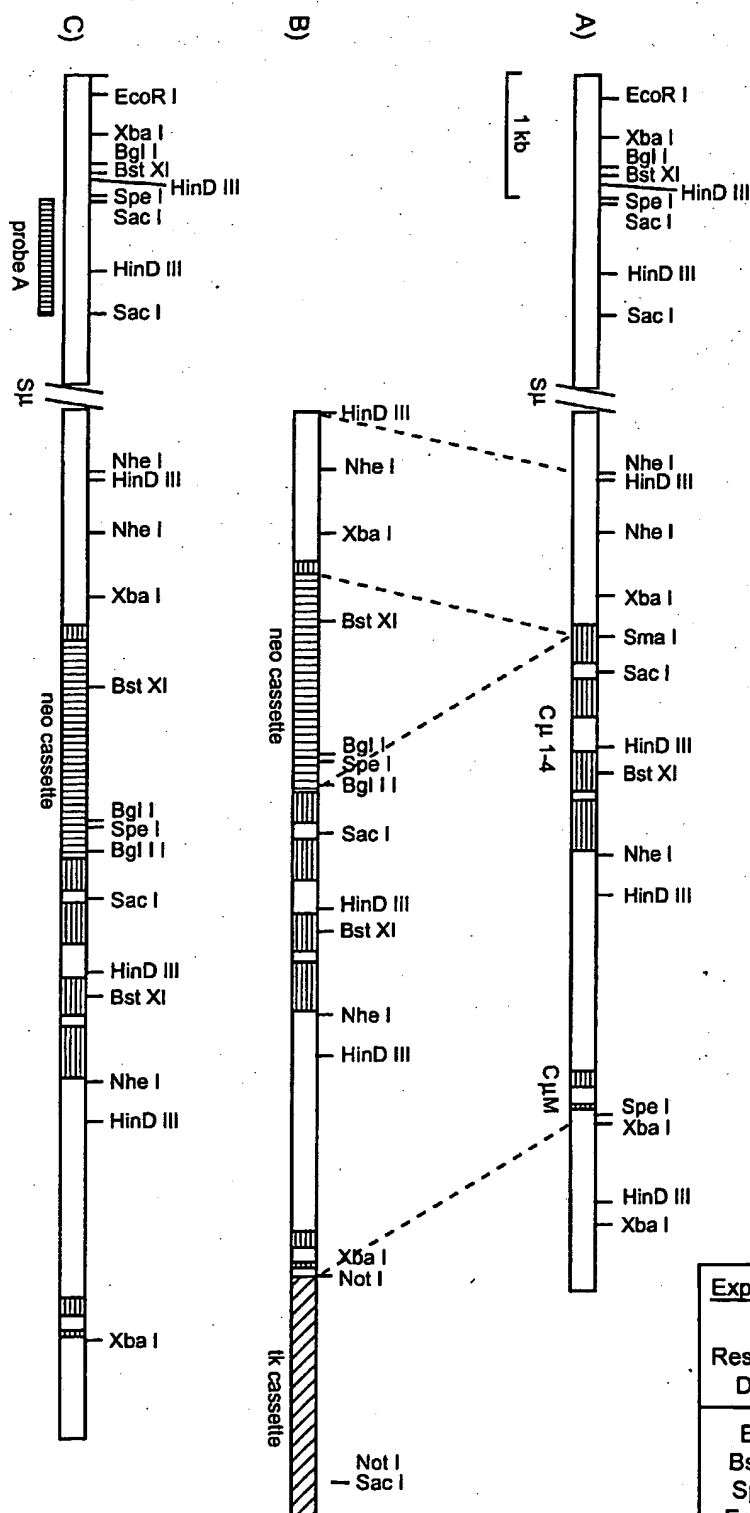 C)
EcoR I
Xba I
Bgl I
Bst XI
HinD III
Spe I
Sac I
HinD III
Sac I
probe A
Sμ
Nhe I
HinD III
Nhe I
Xba I
Bst XI
neo cassette
Bgl I
Spe I
Bgl II
Sac I
HinD III
Bst XI
Nhe I
HinD III
Xba I
B)
HinD III
Nhe I
Xba I
Bst XI
neo cassette
Bgl I
Spe I
Bgl II
Sac I
HinD III
Bst XI
Nhe I
HinD III
Xba I
Not I
tk cassette
Not I
Sac I
A)
1 kb
EcoR I
Xba I
Bgl I
Bst XI
HinD III
Spe I
Sac I
HinD III
Sac I
Sμ
Nhe I
HinD III
Nhe I
Xba I
Sma I
Sac I
Cμ 1-4
HinD III
Bst XI
Nhe I
HinD III
CμM
Spe I
Xba I
HinD III
Xba I
Exp
Res
D
B
Bs
Sp